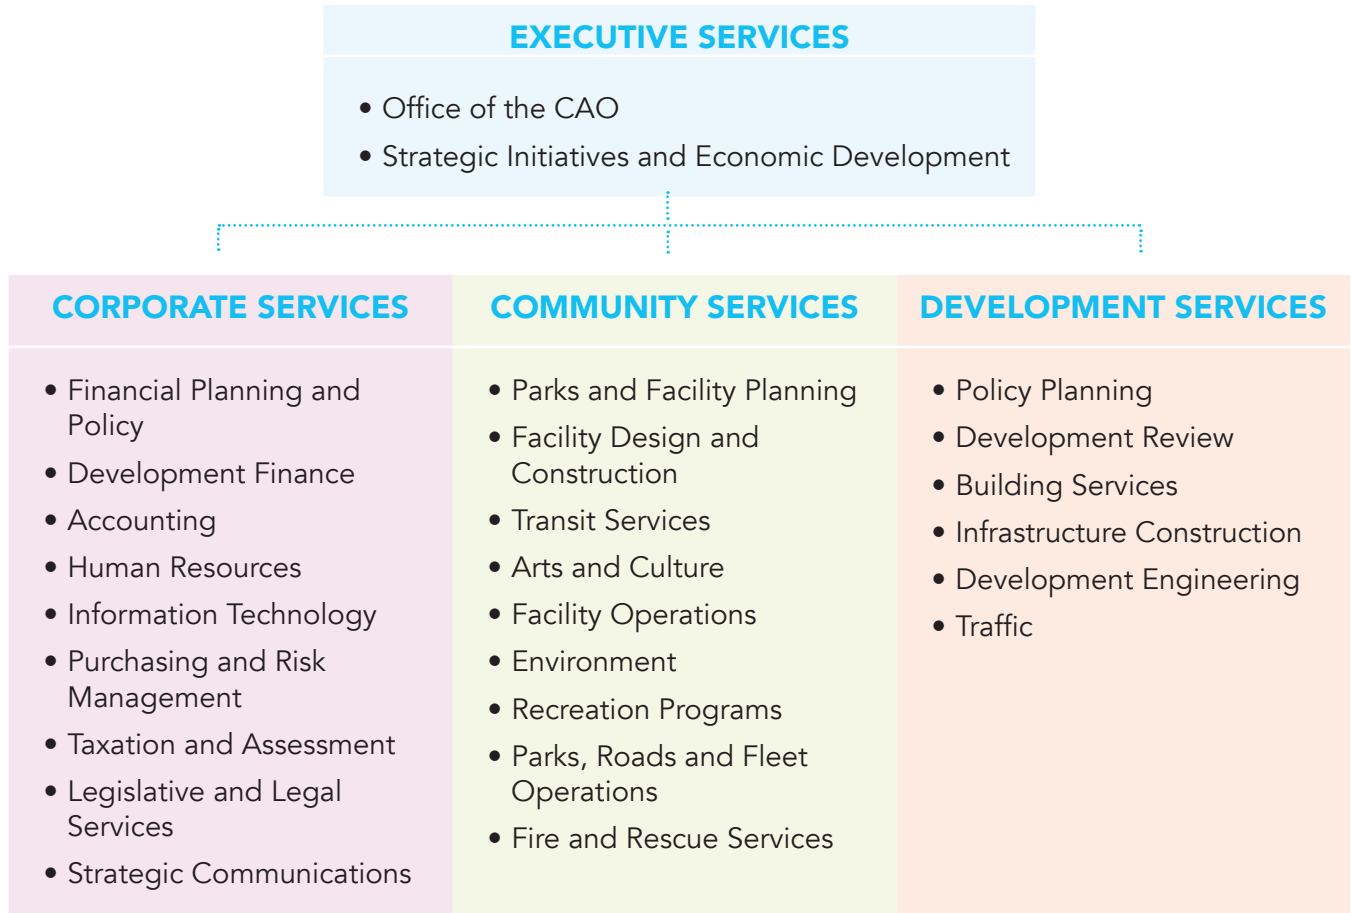 EXECUTIVE SERVICES
• Office of the CAO
• Strategic Initiatives and Economic Development
CORPORATE SERVICES
• Financial Planning and
Policy
• Development Finance
• Accounting
• Human Resources
• Information Technology
• Purchasing and Risk
Management
• Taxation and Assessment
• Legislative and Legal
Services
• Strategic Communications
COMMUNITY SERVICES
• Parks and Facility Planning
• Facility Design and
Construction
• Transit Services
• Arts and Culture
• Facility Operations
• Environment
• Recreation Programs
• Parks, Roads and Fleet
Operations
• Fire and Rescue Services
DEVELOPMENT SERVICES
• Policy Planning
• Development Review
• Building Services
• Infrastructure Construction
• Development Engineering
• Traffic